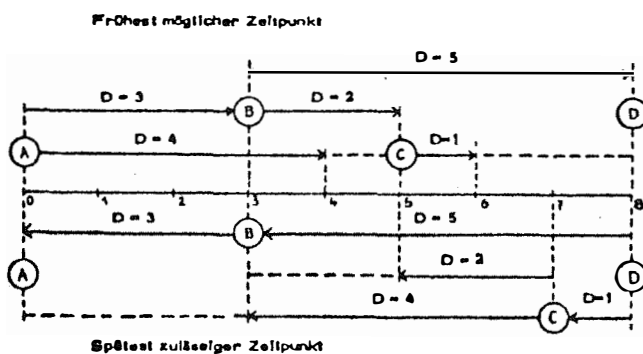 Frühest möglicher Zeitpunkt
D = 5
D = 3
B
D = 2
D
A
D = 4
C
D=1
0 1 2 3 4 5 6 7 8
D = 3
B
D = 5
A
D = 2
D
D = 4
C
D=1
Spätest zulässiger Zeitpunkt